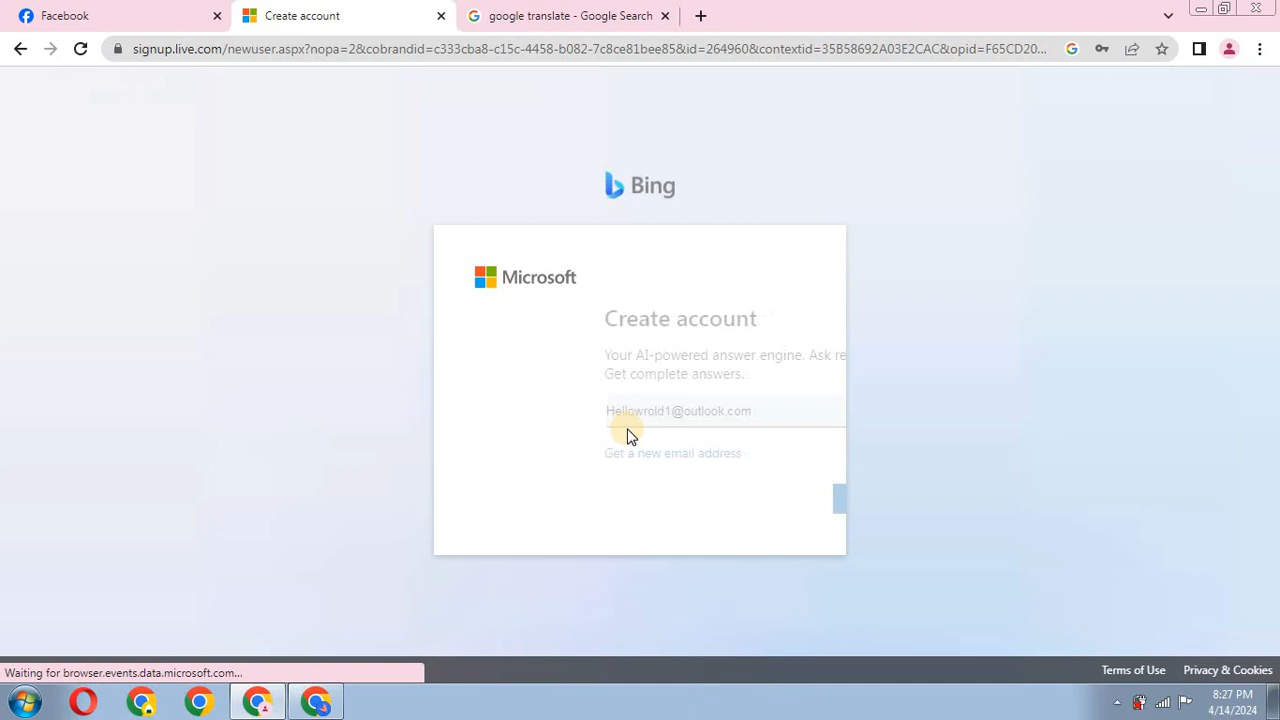 Facebook
Create account
google translate - Google Search
signup.live.com/newuser.aspx?nopa=2&cobrandid=c333cba8-c15c-4458-b082-7c8ce81bee85&id=264960&contextid=35B58692A03E2CAC&opid=F65CD20...
Bing
Microsoft
Create account
Your AI-powered answer engine. Ask re
Get complete answers.
Hellowrold1@outlook.com
Get a new email address
Waiting for browser.events.data.microsoft.com...
Terms of Use
Privacy & Cookies
8:27 PM
4/14/2024